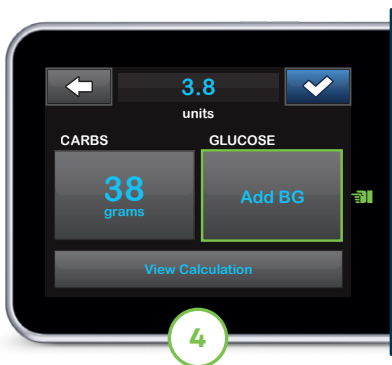 3.8
units
CARBS GLUCOSE
38
grams
Add BG
View Calculation
4